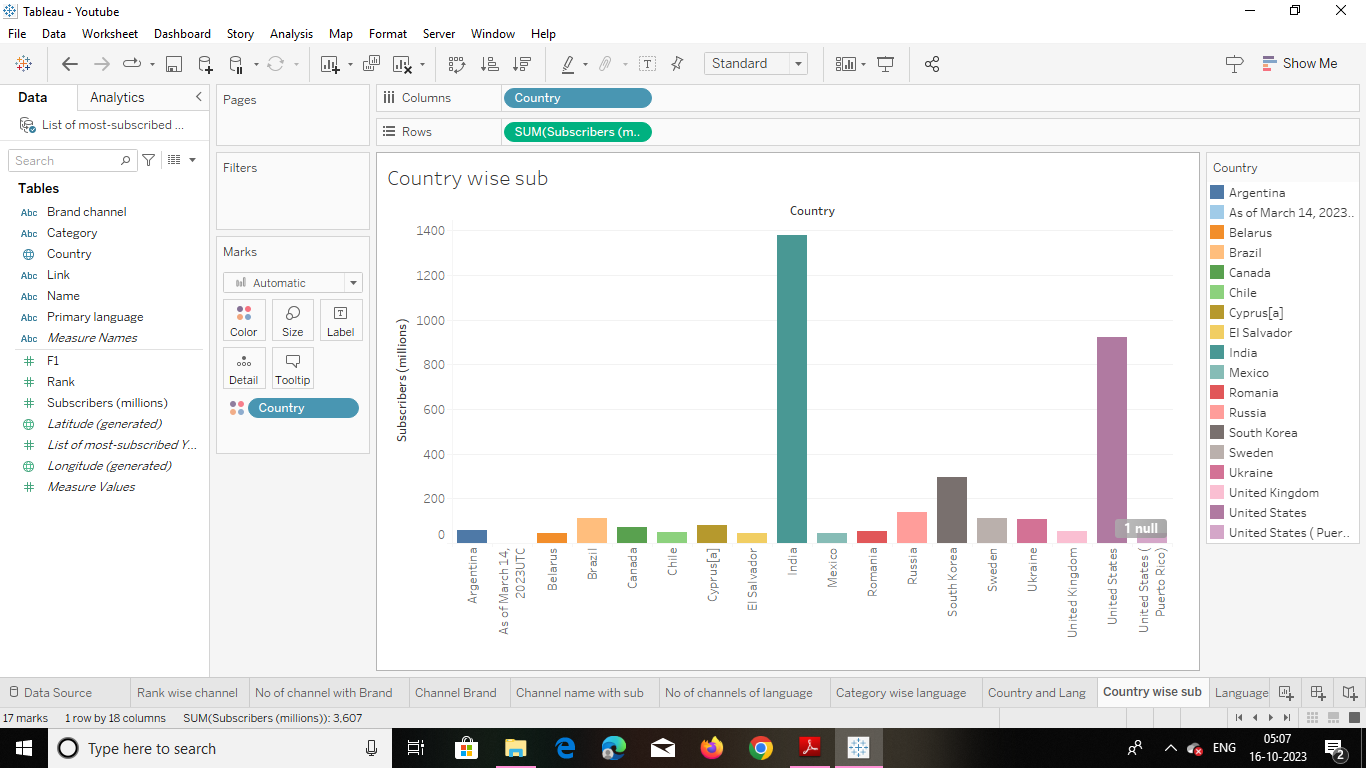 Tableau - Youtube
File Data Worksheet Dashboard Story Analysis Map Format Server Window Help
Standard
Show Me
Data Analytics
List of most-subscribed ...
Search
Tables
Abc Brand channel
Abc Category
Country
Abc Link
Abc Name
Abc Primary language
Abc Measure Names
F1
Rank
Subscribers (millions)
Latitude (generated)
List of most-subscribed Y...
Longitude (generated)
Measure Values
Pages
Filters
Marks
Automatic
Color Size Label
Detail Tooltip
Country
Columns Country
Rows SUM(Subscribers (m..
Country wise sub
Country
Subscribers (millions)
1400
1200
1000
800
600
400
200
0
1 null
Argentina
As of March 14,
2023UTC
Belarus
Brazil
Canada
Chile
Cyprus[a]
El Salvador
India
Mexico
Romania
Russia
South Korea
Sweden
Ukraine
United Kingdom
United States
United States (
Puerto Rico)
Country
Argentina
As of March 14, 2023..
Belarus
Brazil
Canada
Chile
Cyprus[a]
El Salvador
India
Mexico
Romania
Russia
South Korea
Sweden
Ukraine
United Kingdom
United States
United States ( Puer..
Data Source Rank wise channel No of channel with Brand Channel Brand Channel name with sub No of channels of language Category wise language Country and Lang Country wise sub Language
17 marks 1 row by 18 columns SUM(Subscribers (millions)): 3,607
Type here to search
ENG
05:07
16-10-2023
2